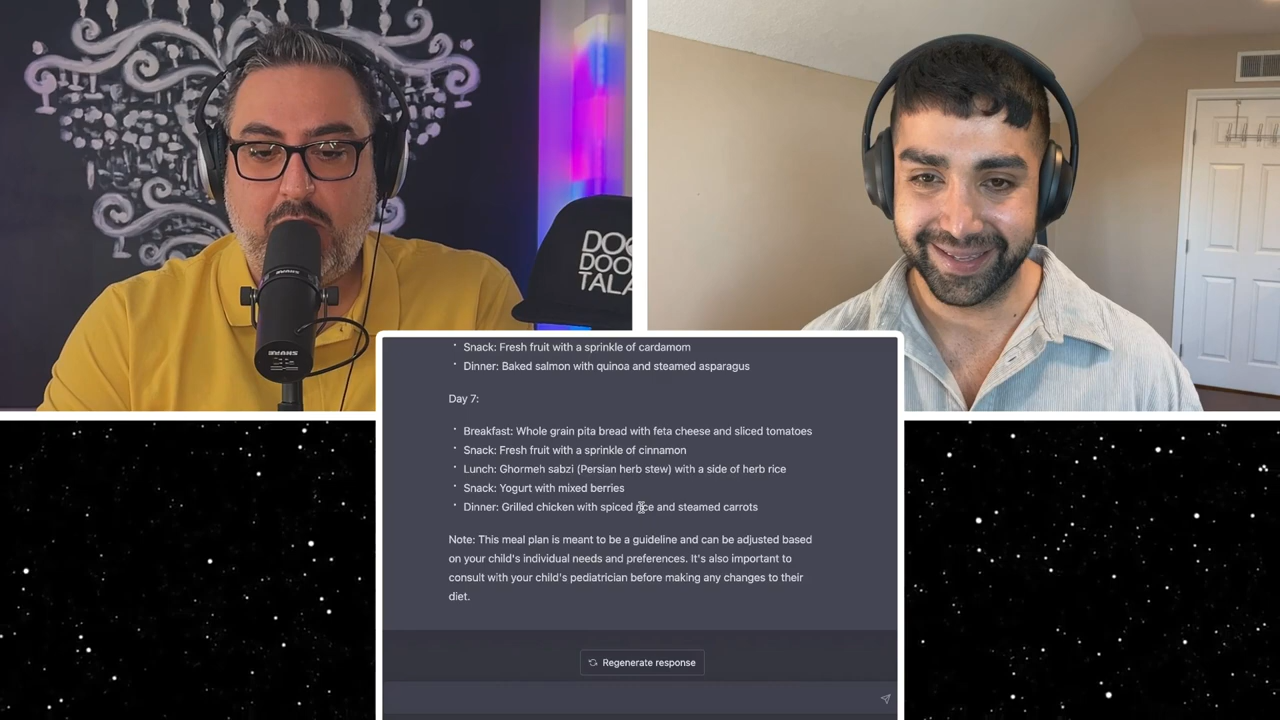 DOO
DOO
TALA
SHURE
Snack: Fresh fruit with a sprinkle of cardamom
Dinner: Baked salmon with quinoa and steamed asparagus
Day 7:
Breakfast: Whole grain pita bread with feta cheese and sliced tomatoes
Snack: Fresh fruit with a sprinkle of cinnamon
Lunch: Ghormeh sabzi (Persian herb stew) with a side of herb rice
Snack: Yogurt with mixed berries
Dinner: Grilled chicken with spiced rice and steamed carrots
Note: This meal plan is meant to be a guideline and can be adjusted based
on your child's individual needs and preferences. It's also important to
consult with your child's pediatrician before making any changes to their
diet.
Regenerate response